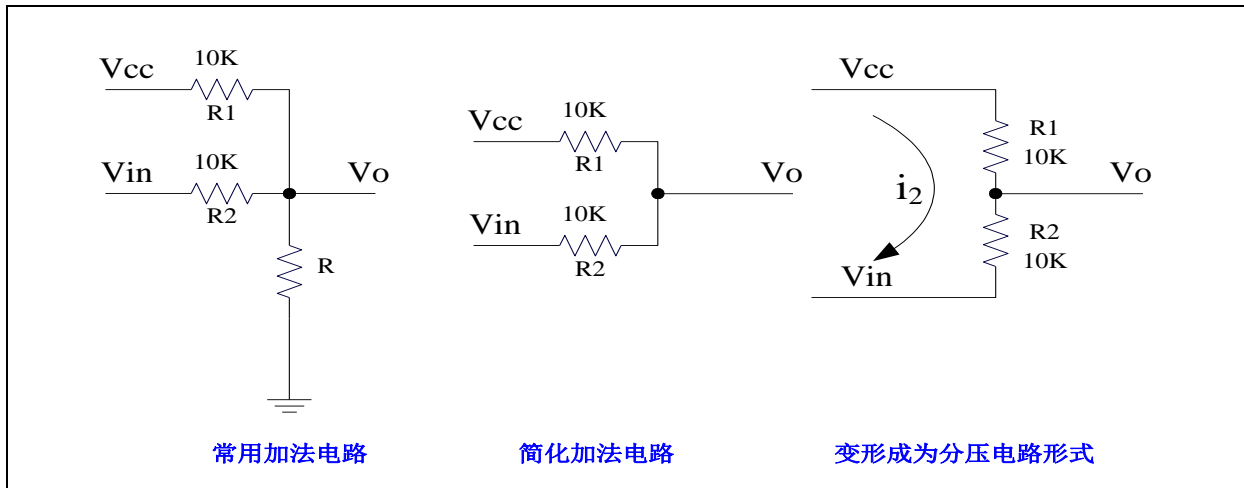 Vcc
10K
R1
Vin
10K
R2
Vo
R
常用加法电路
Vcc
10K
R1
Vin
10K
R2
Vo
简化加法电路
Vcc
R1
10K
Vo
i2
R2
10K
Vin
变形成为分压电路形式